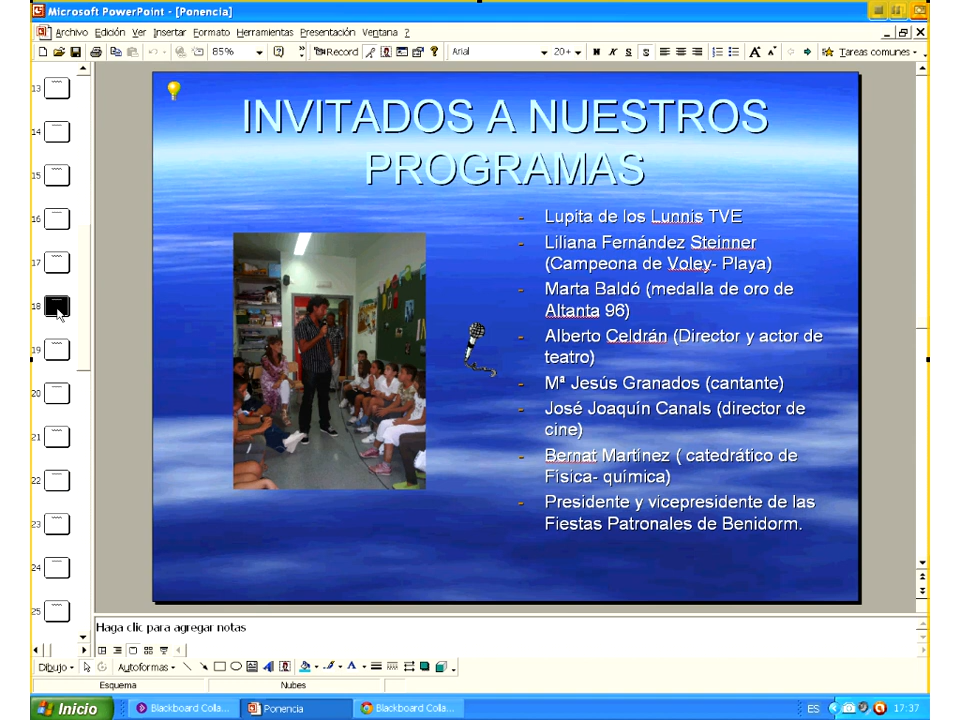 Microsoft PowerPoint - [Ponencia]
Archivo Edición Ver Insertar Formato Herramientas Presentación Ventana ?
85% Record Arial 20+ N K S S A A Tareas comunes
13
14
15
16
17
18
19
20
21
22
23
24
25
INVITADOS A NUESTROS
PROGRAMAS
- Lupita de los Lunnis TVE
- Liliana Fernández Steinner
(Campeona de Voley- Playa)
- Marta Baldó (medalla de oro de
Altanta 96)
- Alberto Celdrán (Director y actor de
teatro)
- Mª Jesús Granados (cantante)
- José Joaquín Canals (director de
cine)
- Bernat Martínez ( catedrático de
Física- química)
- Presidente y vicepresidente de las
Fiestas Patronales de Benidorm.
Haga clic para agregar notas
Dibujo Autoformas
Esquema Nubes
Inicio Blackboard Colla... Ponencia Blackboard Colla... ES 17:37